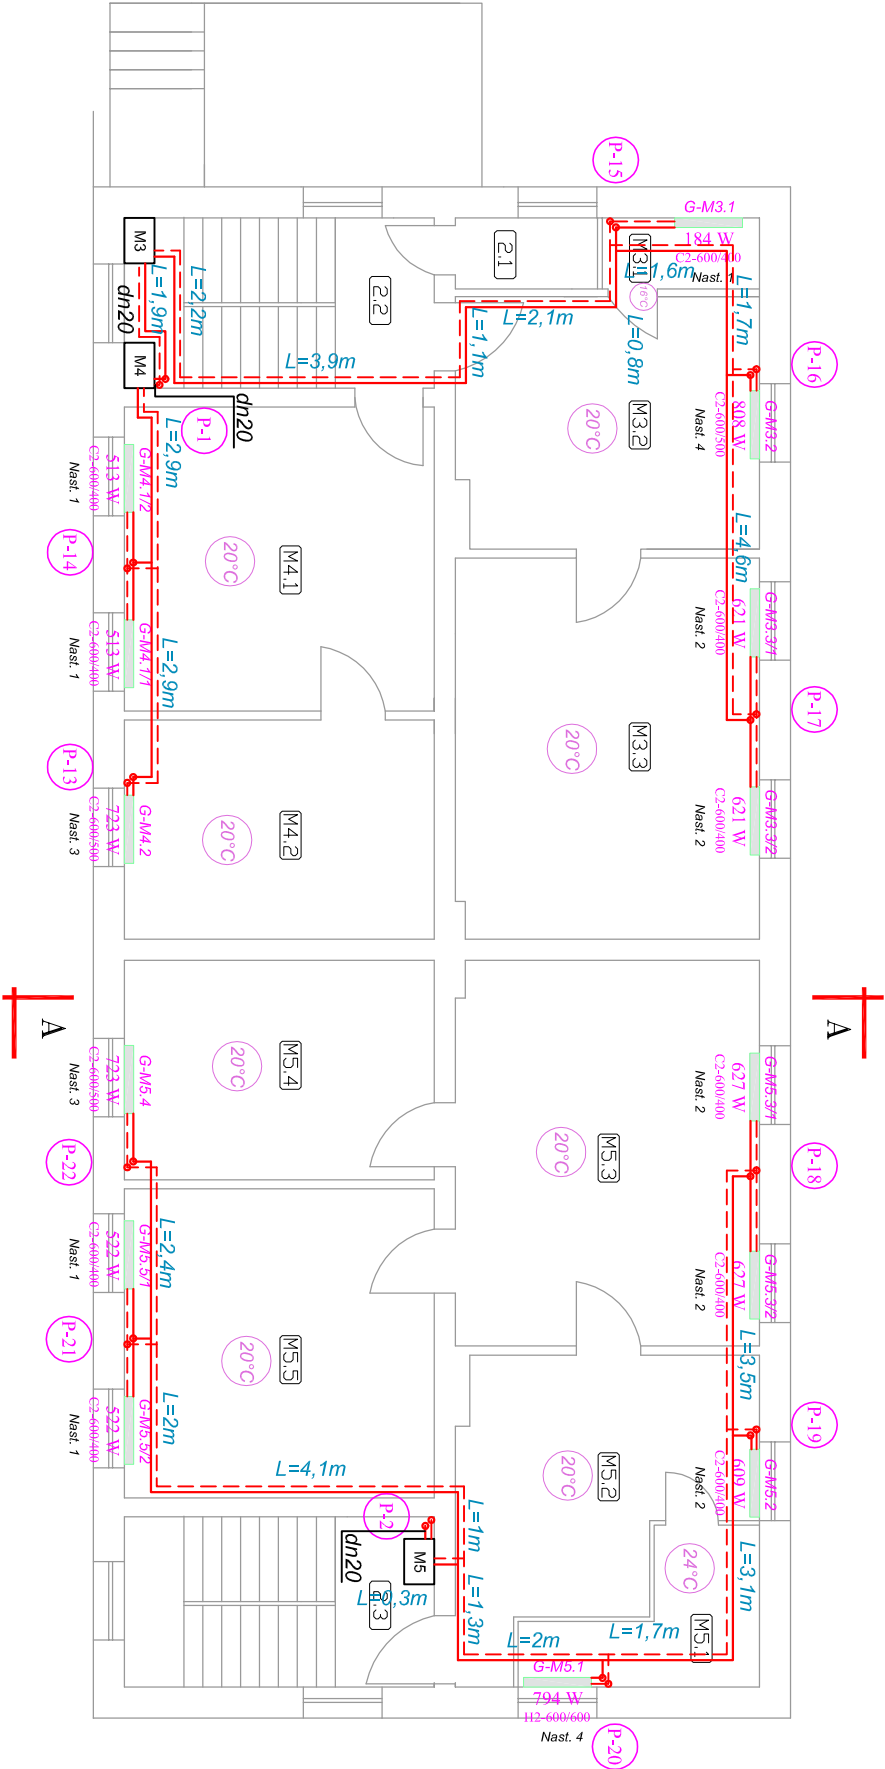 P-15
G-M3.1
184 W
C2-600/400
Nast. 1
M3
L=1,9m
L=2,2m
dn20
M4
2.1
2.2
M3.1
16°C
L=1,6m
L=2,1m
L=0,8m
L=1,7m
L=1,1m
L=3,9m
P-16
G-M3.2
808 W
C2-600/500
Nast. 4
M3.2
20°C
P-1
dn20
L=2,9m
G-M4.1/2
513 W
C2-600/400
Nast. 1
P-14
M4.1
20°C
L=4,6m
G-M3.3/1
621 W
C2-600/400
Nast. 2
G-M4.1/1
513 W
C2-600/400
Nast. 1
L=2,9m
P-17
M3.3
20°C
P-13
G-M4.2
723 W
C2-600/500
Nast. 3
M4.2
20°C
G-M3.3/2
621 W
C2-600/400
Nast. 2
A
A
G-M5.4
723 W
C2-600/500
Nast. 3
M5.4
20°C
G-M5.3/1
627 W
C2-600/400
Nast. 2
P-22
M5.3
20°C
P-18
G-M5.5/1
522 W
C2-600/400
Nast. 1
L=2,4m
G-M5.3/2
627 W
C2-600/400
Nast. 2
P-21
M5.5
20°C
L=3,5m
G-M5.5/2
522 W
C2-600/400
Nast. 1
L=2m
L=4,1m
P-19
G-M5.2
609 W
C2-600/400
Nast. 2
M5.2
20°C
P-2
dn20
M5
L=1m
L=1,3m
L=0,3m
2.3
24°C
L=3,1m
M5.1
L=2m
L=1,7m
G-M5.1
794 W
H2-600/600
Nast. 4
P-20